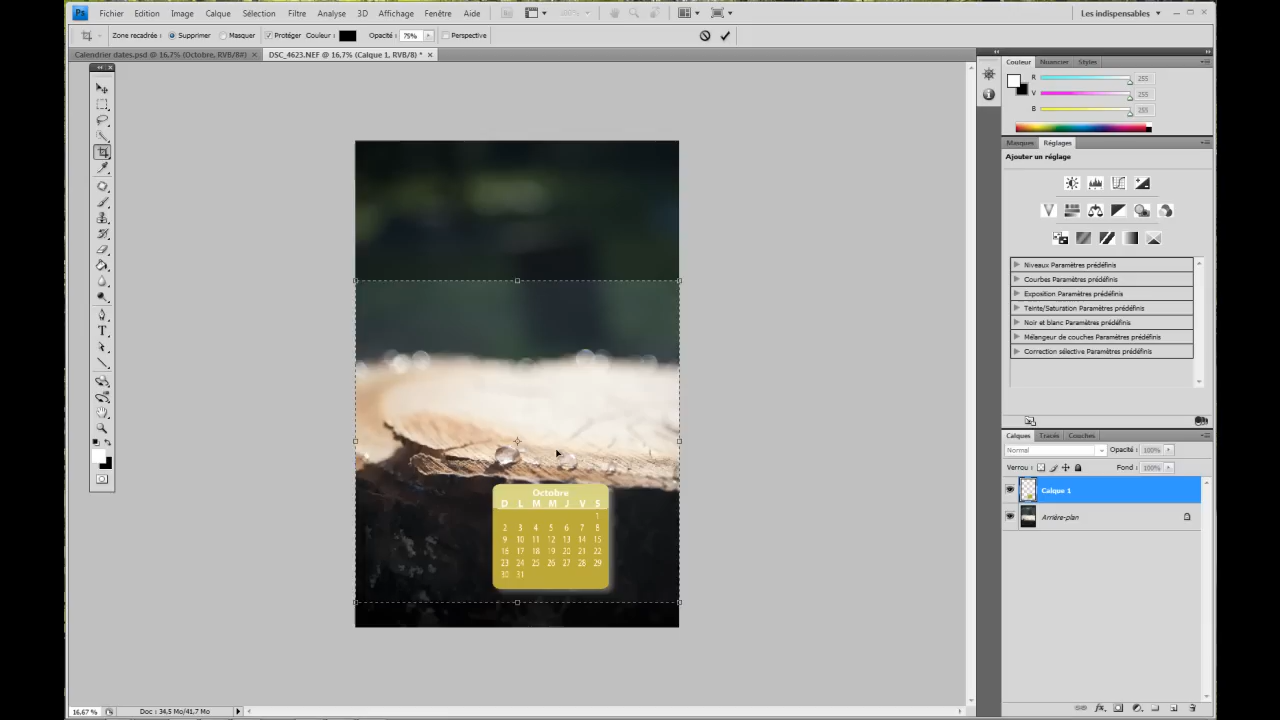 Ps Fichier Edition Image Calque Sélection Filtre Analyse 3D Affichage Fenêtre Aide Les indispensables
Zone recadrée : Supprimer Masquer Protéger Couleur : Opacité : 75% Perspective
Calendrier dates.psd @ 16,7% (Octobre, RVB/8#) DSC_4623.NEF @ 16,7% (Calque 1, RVB/8) *
Couleur Nuancier Styles
R 255
V 255
B 255
Masques Réglages
Ajouter un réglage
Niveaux Paramètres prédéfinis
Courbes Paramètres prédéfinis
Exposition Paramètres prédéfinis
Teinte/Saturation Paramètres prédéfinis
Noir et blanc Paramètres prédéfinis
Mélangeur de couches Paramètres prédéfinis
Correction sélective Paramètres prédéfinis
Calques Tracés Couches
Normal Opacité : 100%
Verrou : Fond : 100%
Calque 1
Arrière-plan
Octobre
D L M M J V S
1
2 3 4 5 6 7 8
9 10 11 12 13 14 15
16 17 18 19 20 21 22
23 24 25 26 27 28 29
30 31
16,67 % Doc : 34,5 Mo/41,7 Mo